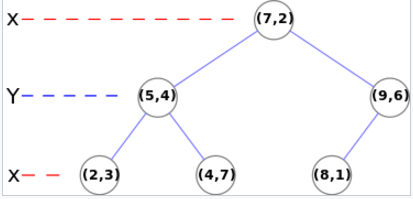 X (7,2)
Y (5,4) (9,6)
X (2,3) (4,7) (8,1)